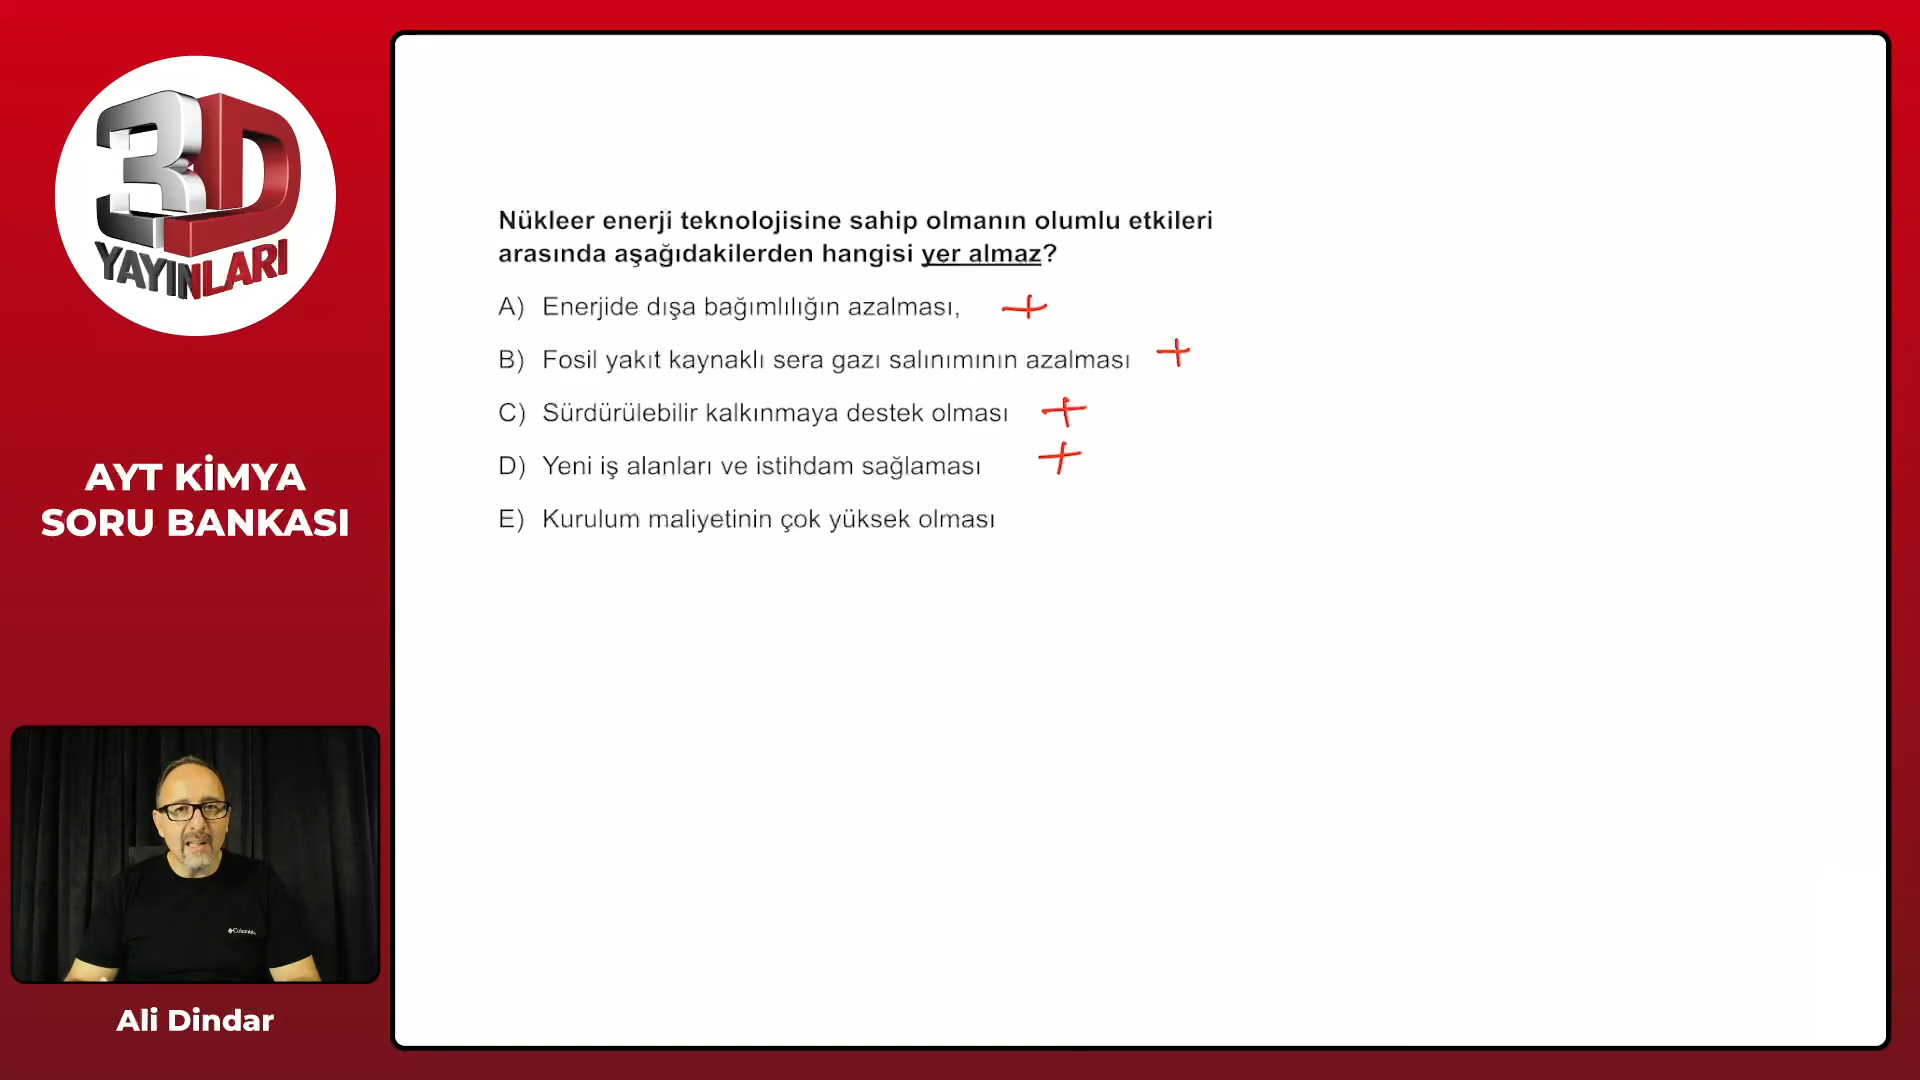 3D
YAYINLARI
AYT KİMYA
SORU BANKASI
Columbia
Ali Dindar
Nükleer enerji teknolojisine sahip olmanın olumlu etkileri
arasında aşağıdakilerden hangisi yer almaz?
A) Enerjide dışa bağımlılığın azalması, +
B) Fosil yakıt kaynaklı sera gazı salınımının azalması +
C) Sürdürülebilir kalkınmaya destek olması +
D) Yeni iş alanları ve istihdam sağlaması +
E) Kurulum maliyetinin çok yüksek olması